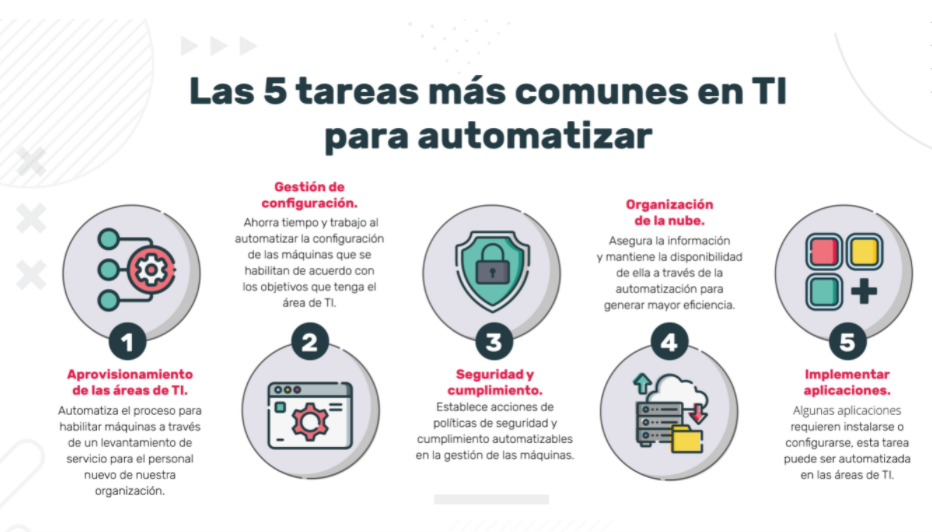 Las 5 tareas más comunes en TI
para automatizar
1
Aprovisionamiento
de las áreas de TI.
Automatiza el proceso para
habilitar máquinas a través
de un levantamiento de
servicio para el personal
nuevo de nuestra
organización.
Gestión de
configuración.
Ahorra tiempo y trabajo al
automatizar la configuración
de las máquinas que se
habilitan de acuerdo con
los objetivos que tenga el
área de TI.
2
3
Seguridad y
cumplimiento.
Establece acciones de
políticas de seguridad y
cumplimiento automatizables
en la gestión de las máquinas.
Organización
de la nube.
Asegura la información
y mantiene la disponibilidad
de ella a través de la
automatización para
generar mayor eficiencia.
4
5
Implementar
aplicaciones.
Algunas aplicaciones
requieren instalarse o
configurarse, esta tarea
puede ser automatizada
en las áreas de TI.